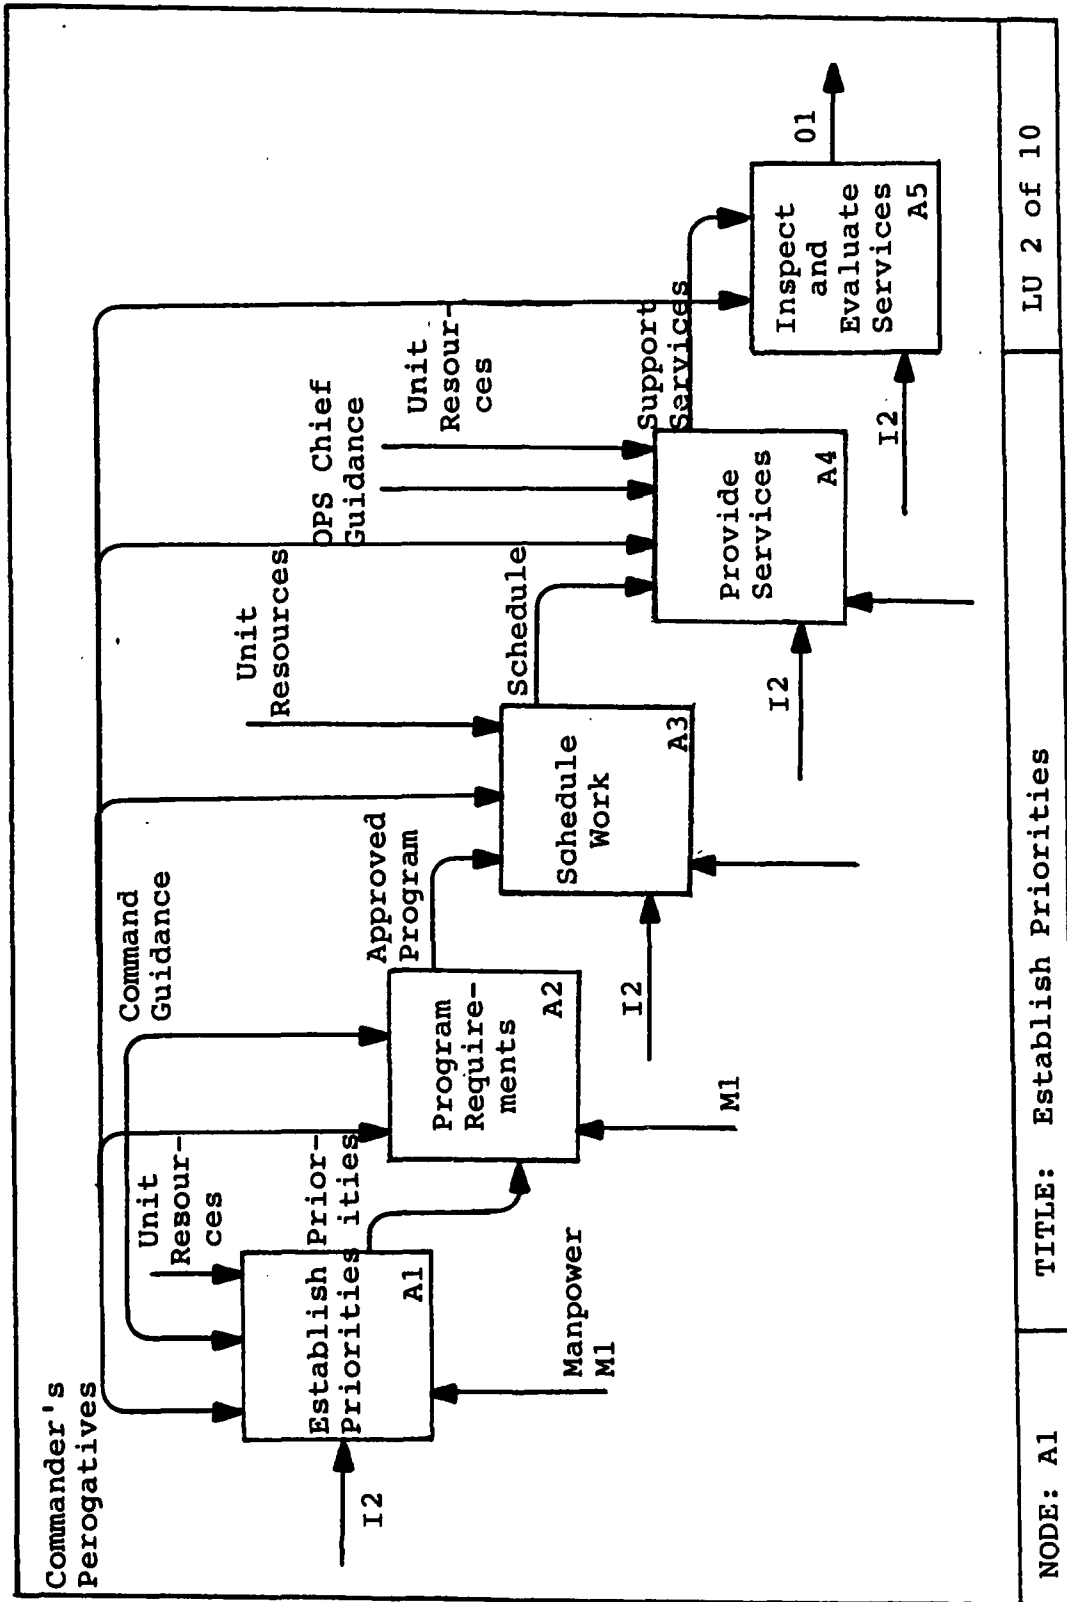 Commander's
Perogatives
Command
Guidance
Unit
Resour-
ces
Unit
Resources
OPS Chief
Guidance
Unit
Resour-
ces
I2
Establish
Priorities
A1
Prior-
ities
Manpower
M1
Program
Require-
ments
A2
M1
Approved
Program
I2
Schedule
Work
A3
Schedule
I2
Provide
Services
A4
Support
Services
I2
Inspect
and
Evaluate
Services
A5
O1
NODE: A1
TITLE: Establish Priorities
LU 2 of 10